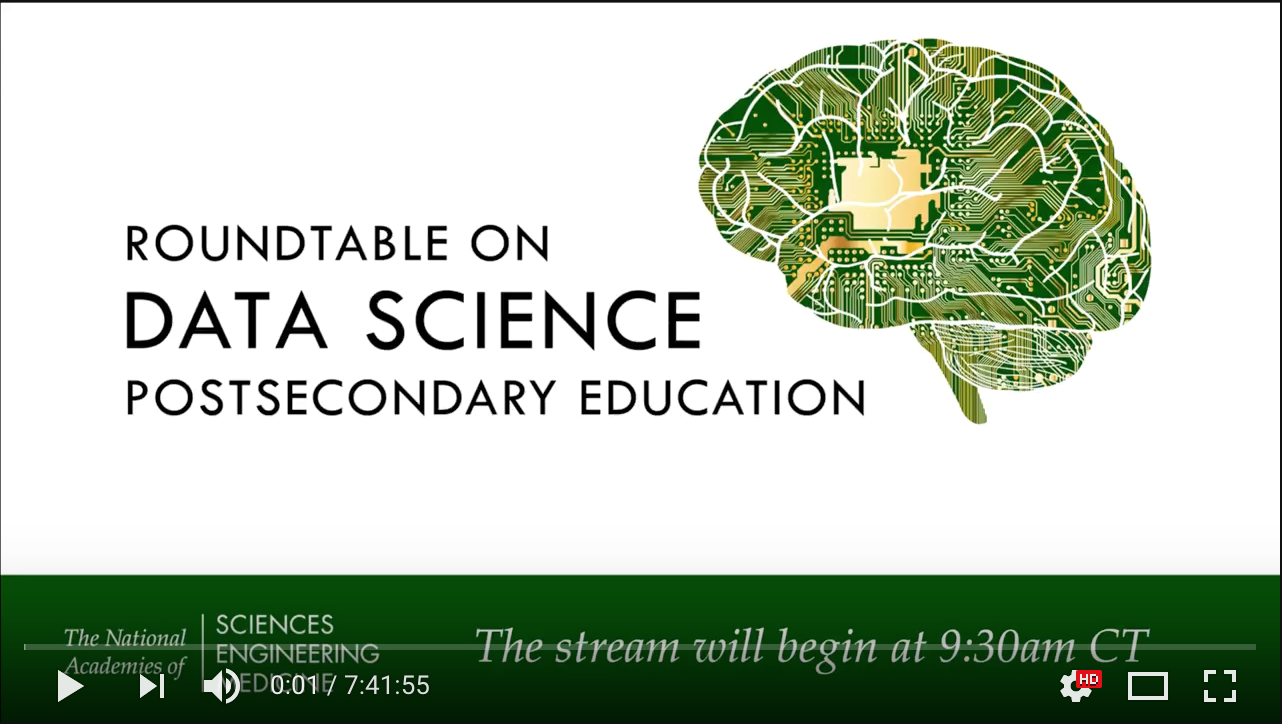 ROUNDTABLE ON
DATA SCIENCE
POSTSECONDARY EDUCATION
The National
Academies of
SCIENCES
ENGINEERING
MEDICINE
The stream will begin at 9:30am CT
0:01 / 7:41:55
HD